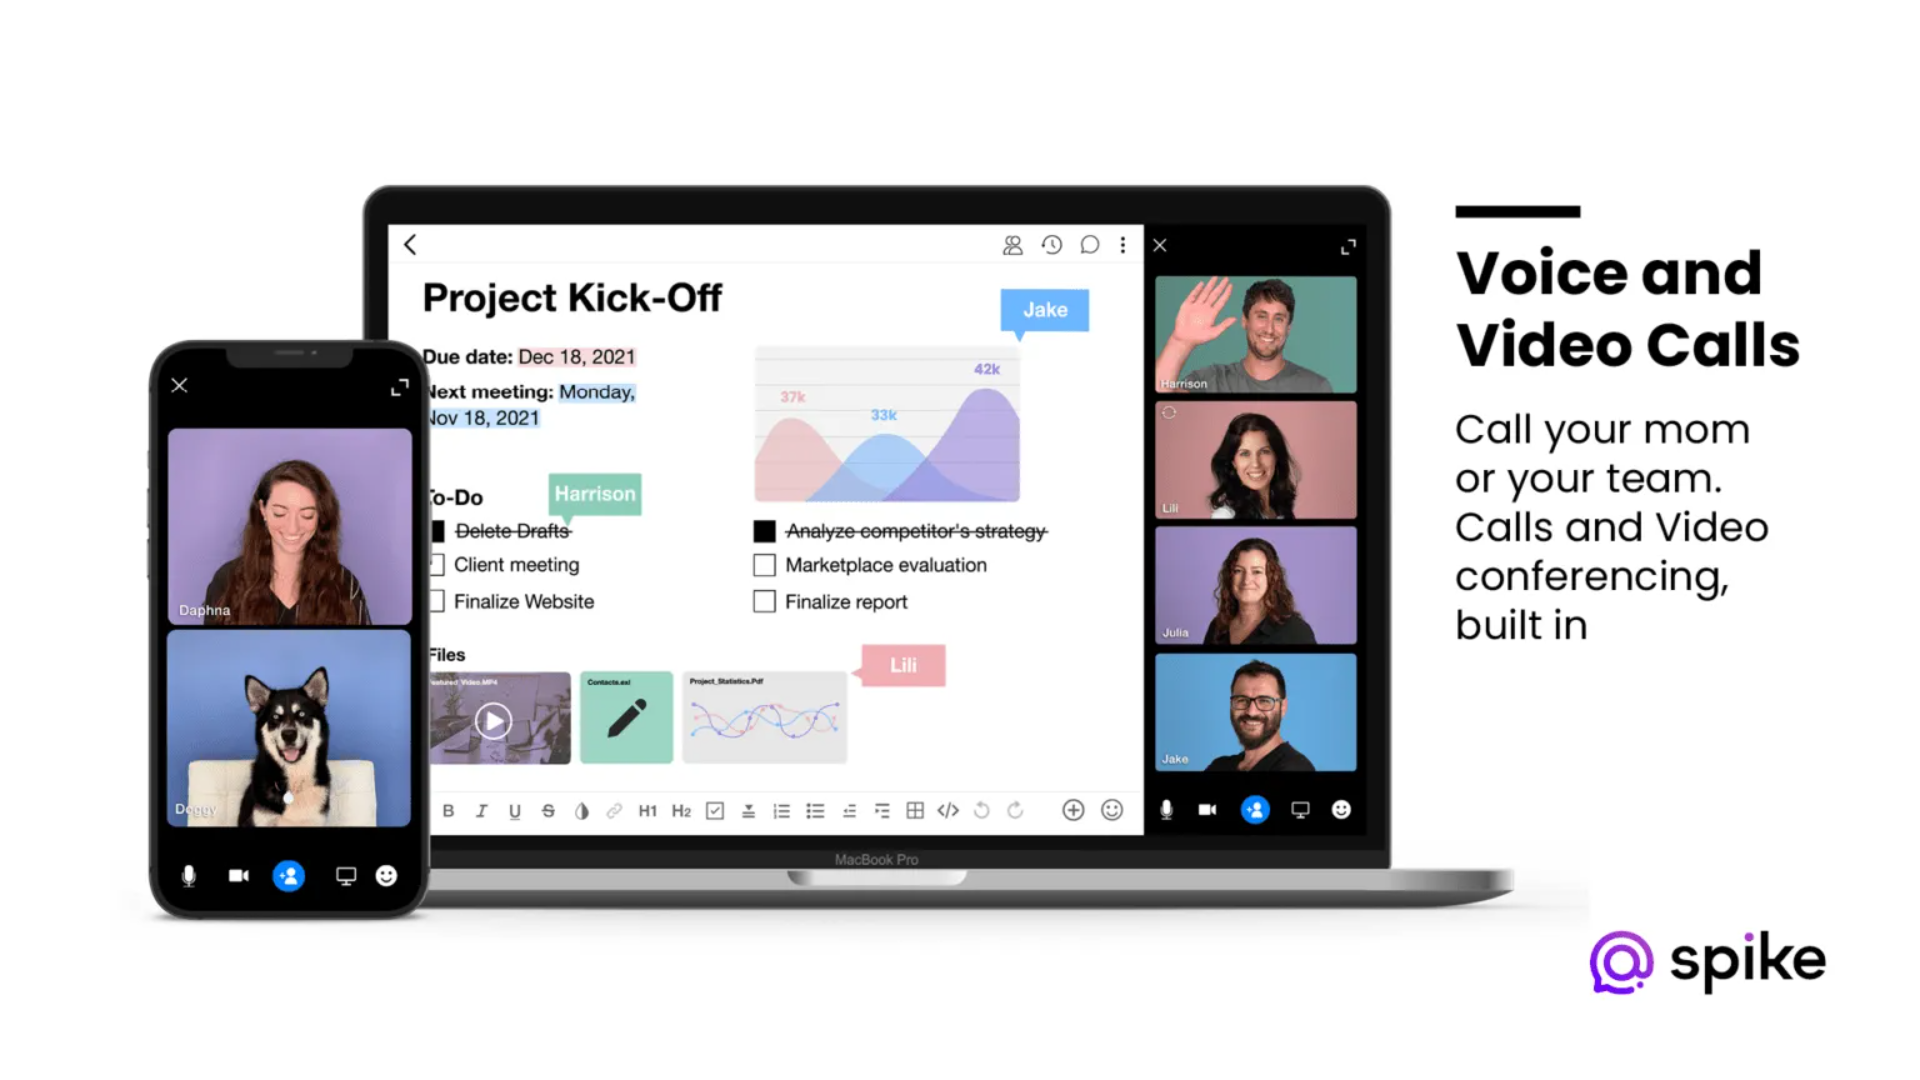 Voice and
Video Calls
Call your mom
or your team.
Calls and Video
conferencing,
built in
spike
Project Kick-Off
Due date: Dec 18, 2021
Next meeting: Monday,
Nov 18, 2021
Jake
37k
33k
42k
To-Do
Harrison
Delete Drafts
Client meeting
Finalize Website
Analyze competitor's strategy
Marketplace evaluation
Finalize report
Files
Lili
eatured_Video.MP4
Contacts.exl
Project_Statistics.Pdf
B I U S H1 H2
MacBook Pro
Harrison
Lili
Julia
Jake
Daphna
Doggy